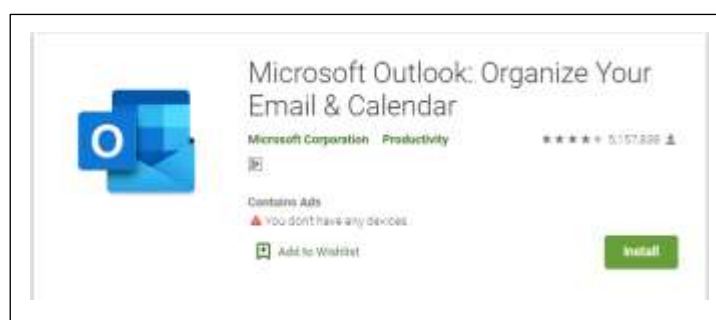 Microsoft Outlook: Organize Your
Email & Calendar
Microsoft Corporation Productivity
Contains Ads
You don't have any devices
Add to Wishlist
Install
O